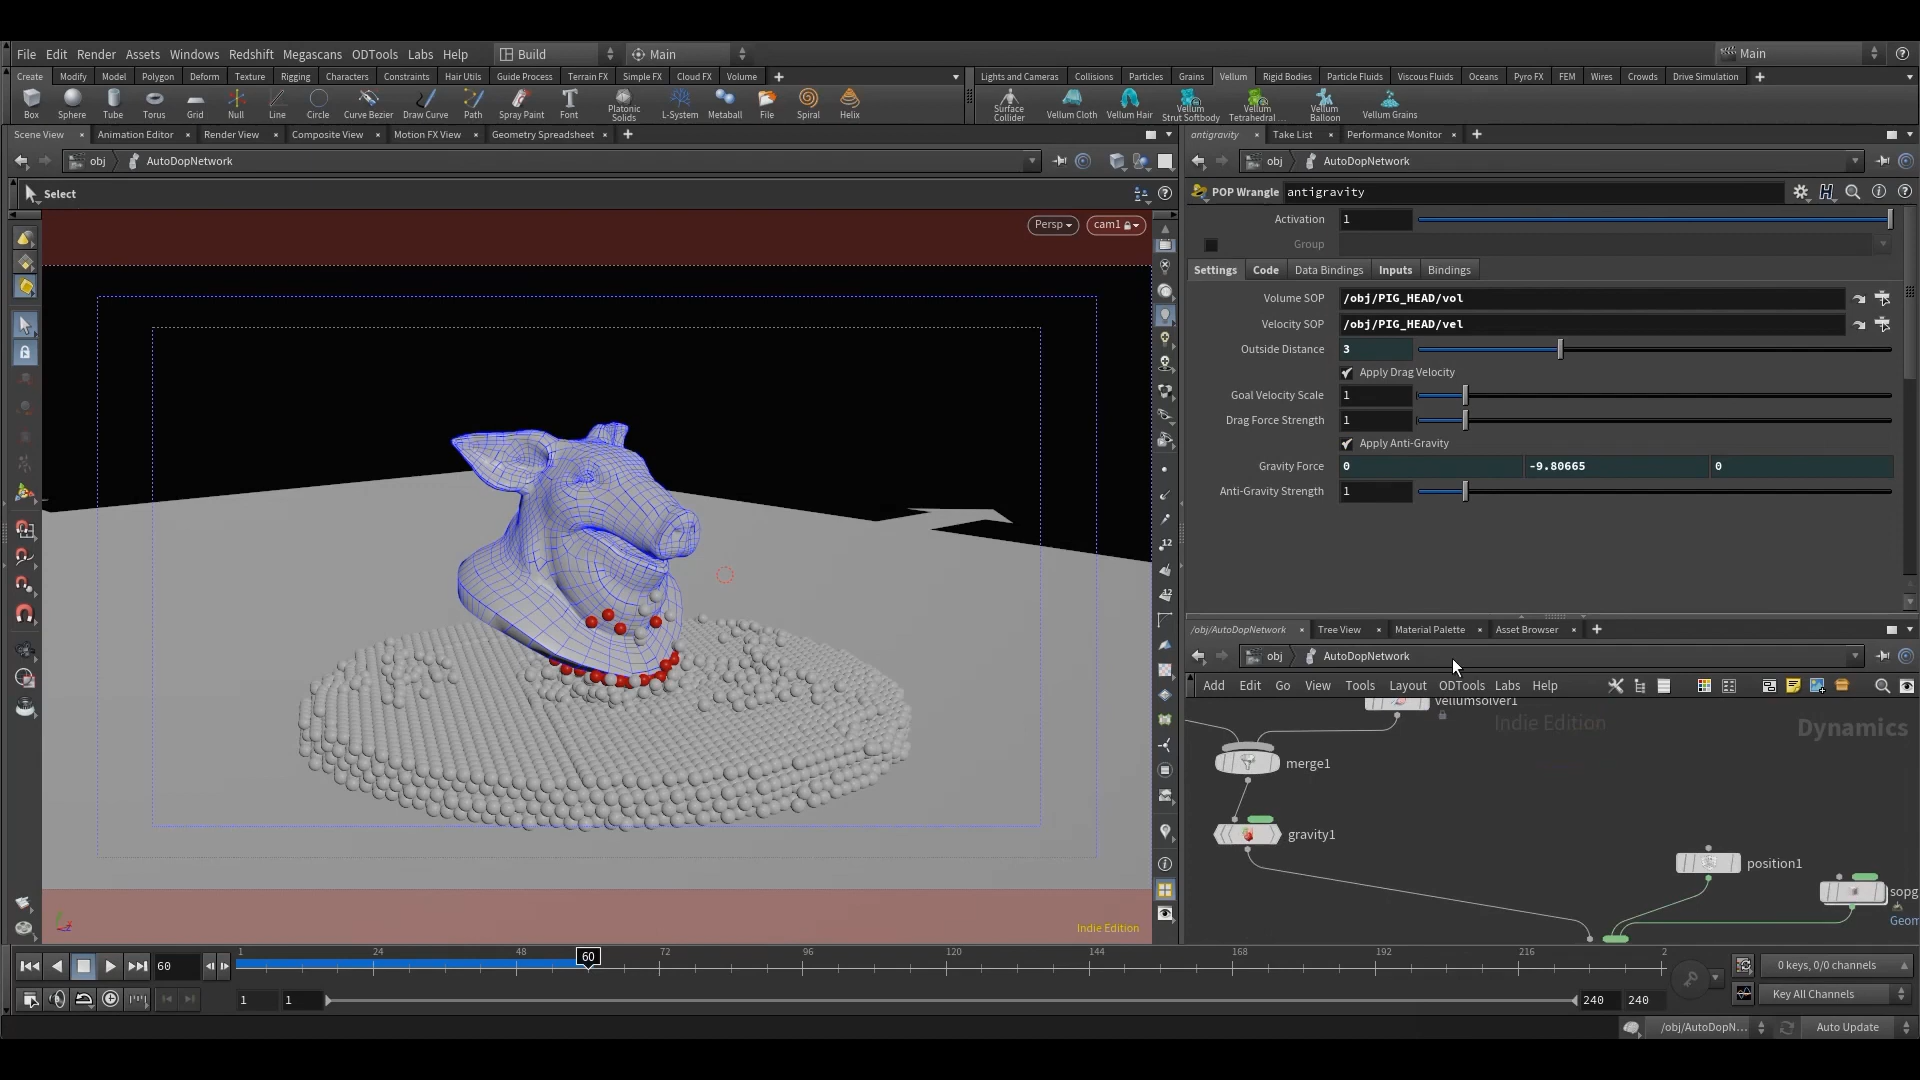 File Edit Render Assets Windows Redshift Megascans ODTools Labs Help Build Main Main
Create Modify Model Polygon Deform Texture Rigging Characters Constraints Hair Utils Guide Process Terrain FX Simple FX Cloud FX Volume
Lights and Cameras Collisions Particles Grains Vellum Rigid Bodies Particle Fluids Viscous Fluids Oceans Pyro FX FEM Wires Crowds Drive Simulation
Box Sphere Tube Torus Grid Null Line Circle Curve Bezier Draw Curve Path Spray Paint Font Platonic Solids L-System Metaball File Spiral Helix
Surface Collider Vellum Cloth Vellum Hair Vellum Strut Softbody Vellum Tetrahedral ... Vellum Balloon Vellum Grains
Scene View Animation Editor Render View Composite View Motion FX View Geometry Spreadsheet
antigravity Take List Performance Monitor
obj AutoDopNetwork
obj AutoDopNetwork
Select
POP Wrangle antigravity
Persp cam1
Activation 1
Group
Settings Code Data Bindings Inputs Bindings
Volume SOP /obj/PIG_HEAD/vol
Velocity SOP /obj/PIG_HEAD/vel
Outside Distance 3
Apply Drag Velocity
Goal Velocity Scale 1
Drag Force Strength 1
Apply Anti-Gravity
Gravity Force 0 -9.80665 0
Anti-Gravity Strength 1
/obj/AutoDopNetwork Tree View Material Palette Asset Browser
obj AutoDopNetwork
Add Edit Go View Tools Layout ODTools Labs Help
vellumsolver1
Indie Edition
Dynamics
merge1
gravity1
position1
sopg
Geom
12
12
Indie Edition
60
1 24 48 60 72 96 120 144 168 192 216 2
0 keys, 0/0 channels
1 1 240 240
Key All Channels
/obj/AutoDopN... Auto Update